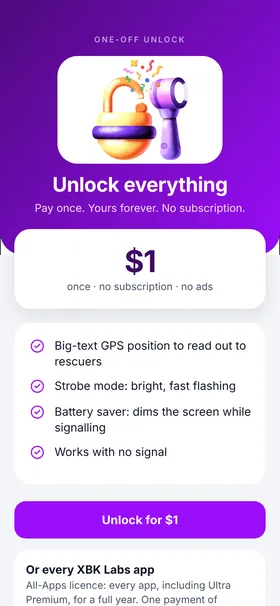 ONE-OFF UNLOCK
Unlock everything
Pay once. Yours forever. No subscription.
$1
once · no subscription · no ads
Big-text GPS position to read out to
rescuers
Strobe mode: bright, fast flashing
Battery saver: dims the screen while
signalling
Works with no signal
Unlock for $1
Or every XBK Labs app
All-Apps licence: every app, including Ultra
Premium, for a full year. One payment of